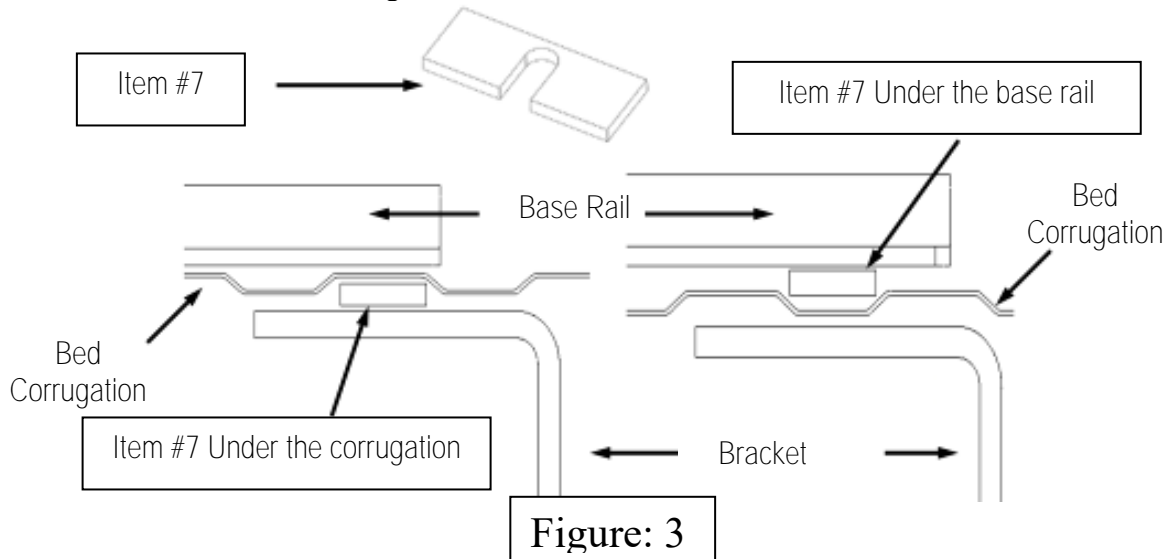 Item #7
Item #7 Under the base rail
Base Rail
Bed
Corrugation
Bed
Corrugation
Item #7 Under the corrugation
Bracket
Figure: 3